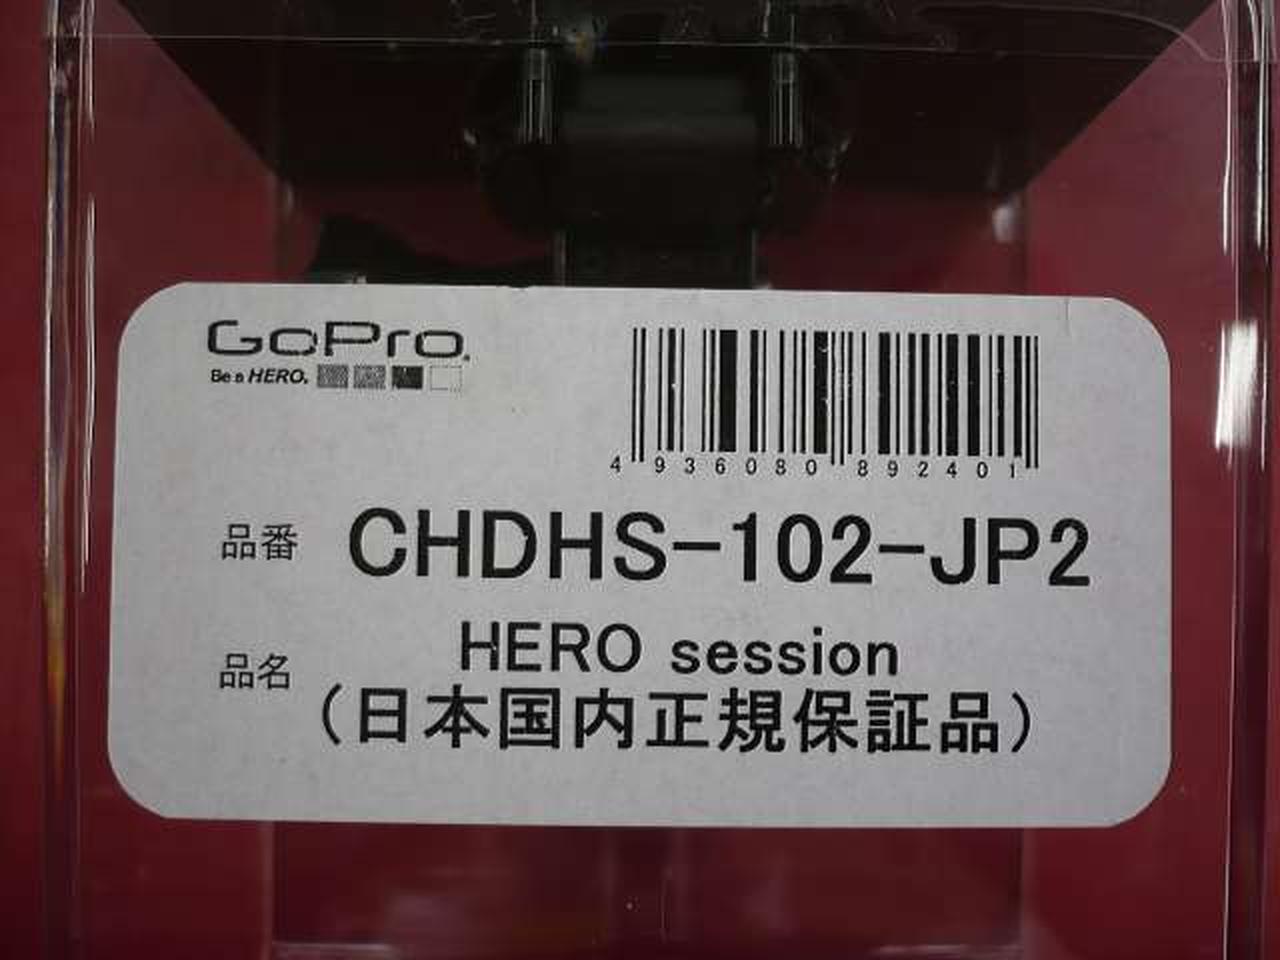 GoPro.
Be a HERO.
4 936080 892401
品番 CHDHS-102-JP2
品名 HERO session
（日本国内正規保証品）